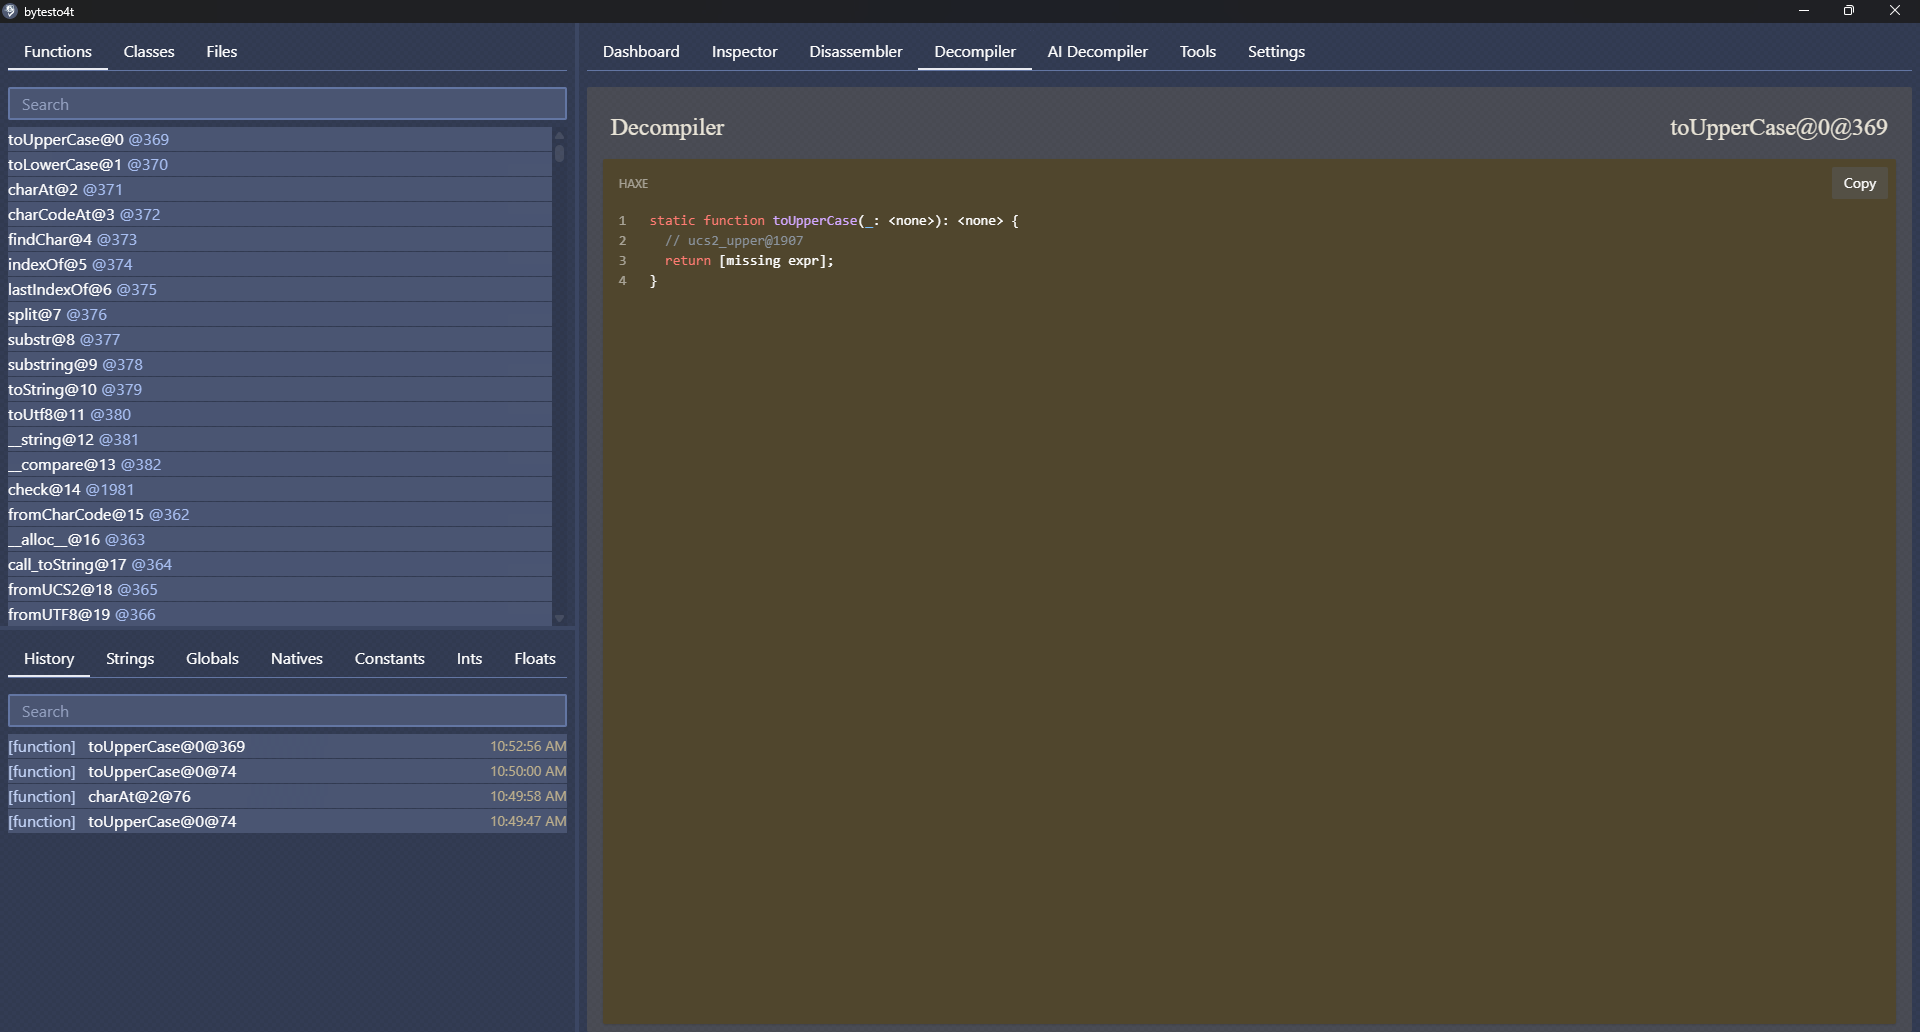 bytesto4t
Functions Classes Files
Search
toUpperCase@0 @369
toLowerCase@1 @370
charAt@2 @371
charCodeAt@3 @372
findChar@4 @373
indexOf@5 @374
lastIndexOf@6 @375
split@7 @376
substr@8 @377
substring@9 @378
toString@10 @379
toUtf8@11 @380
__string@12 @381
__compare@13 @382
check@14 @1981
fromCharCode@15 @362
__alloc__@16 @363
call_toString@17 @364
fromUCS2@18 @365
fromUTF8@19 @366
History Strings Globals Natives Constants Ints Floats
Search
[function] toUpperCase@0@369 10:52:56 AM
[function] toUpperCase@0@74 10:50:00 AM
[function] charAt@2@76 10:49:58 AM
[function] toUpperCase@0@74 10:49:47 AM
Dashboard Inspector Disassembler Decompiler AI Decompiler Tools Settings
Decompiler toUpperCase@0@369
HAXE Copy
1 static function toUpperCase(_: <none>): <none> {
2 // ucs2_upper@1907
3 return [missing expr];
4 }